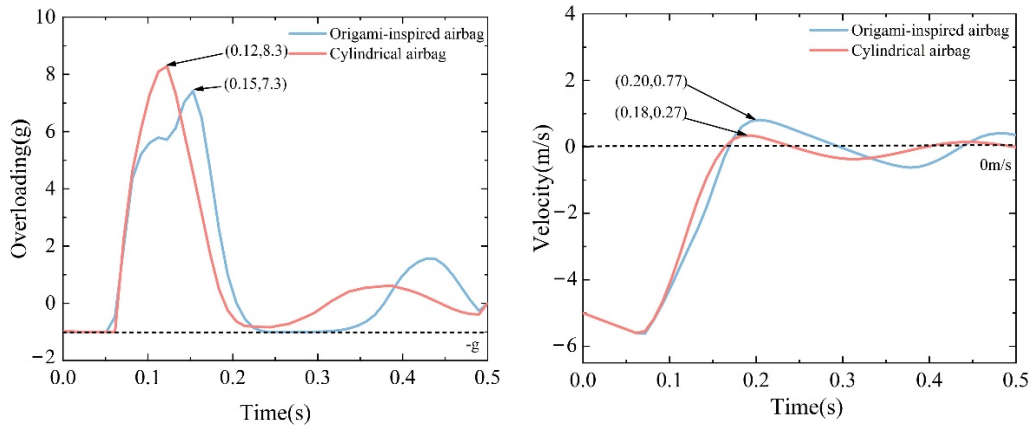 10
8
6
4
2
0
−2
Overloading(g)
Origami-inspired airbag
Cylindrical airbag
(0.12,8.3)
(0.15,7.3)
-g
0.0 0.1 0.2 0.3 0.4 0.5
Time(s)
4
2
0
−2
−4
−6
Velocity(m/s)
Origami-inspired airbag
Cylindrical airbag
(0.20,0.77)
(0.18,0.27)
0m/s
0.0 0.1 0.2 0.3 0.4 0.5
Time(s)